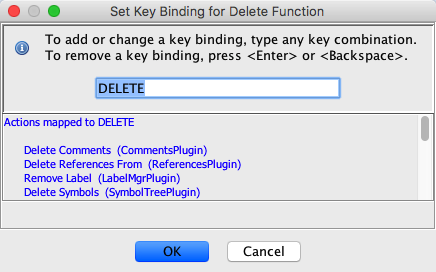 Set Key Binding for Delete Function
To add or change a key binding, type any key combination.
To remove a key binding, press <Enter> or <Backspace>.
DELETE
Actions mapped to DELETE
Delete Comments (CommentsPlugin)
Delete References From (ReferencesPlugin)
Remove Label (LabelMgrPlugin)
Delete Symbols (SymbolTreePlugin)
OK
Cancel